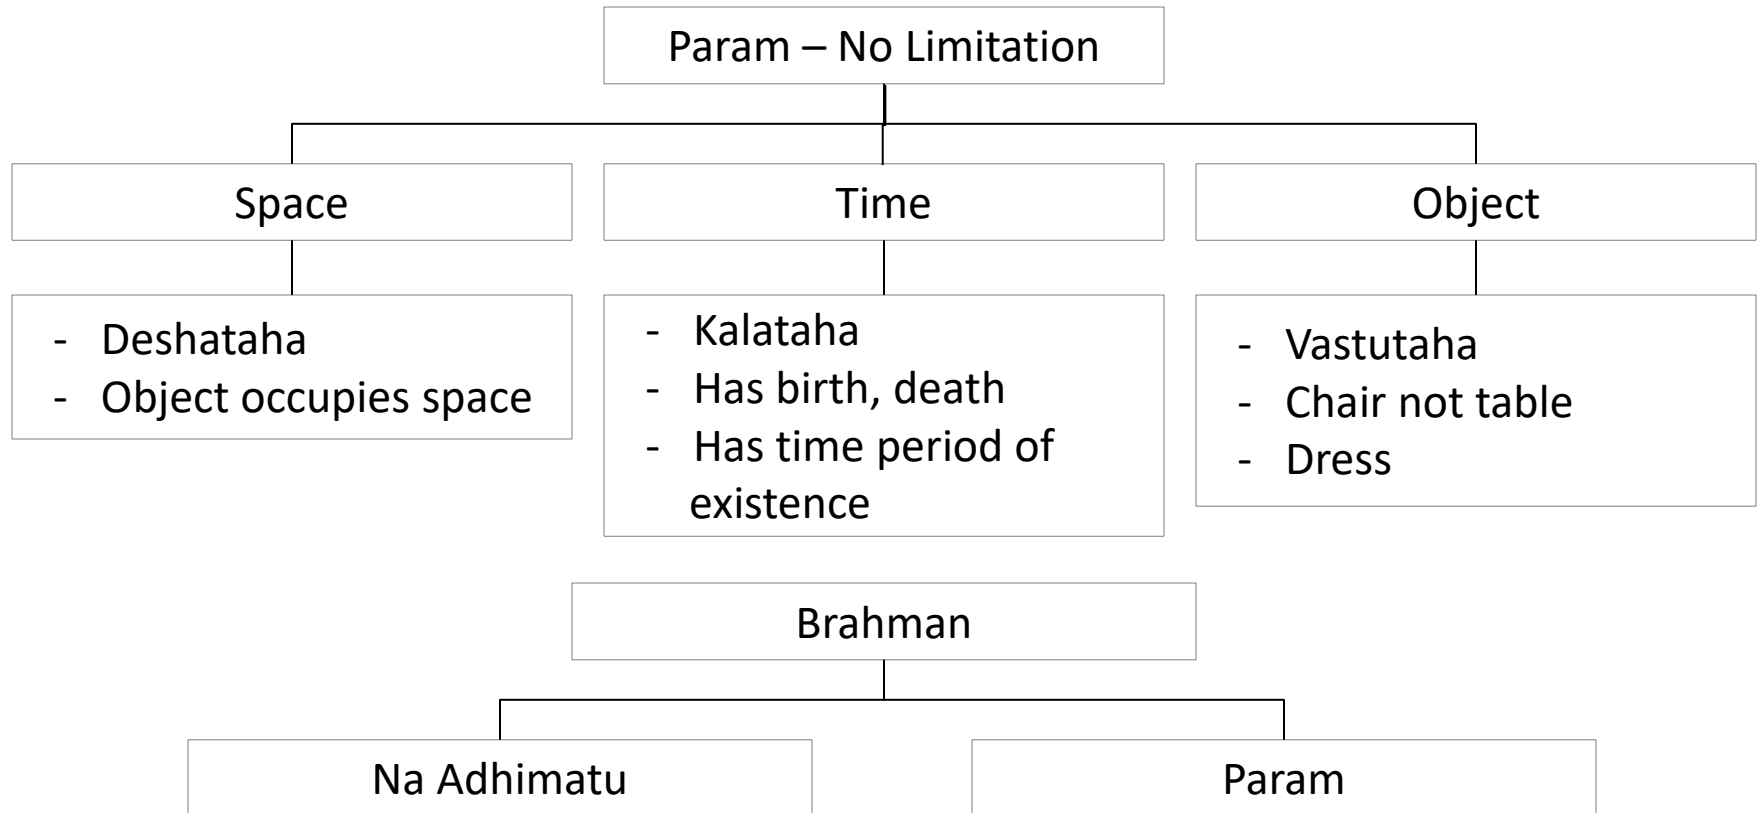 Param – No Limitation
Space
Time
Object
- Deshataha
- Object occupies space
- Kalataha
- Has birth, death
- Has time period of
existence
- Vastutaha
- Chair not table
- Dress
Brahman
Na Adhimatu
Param